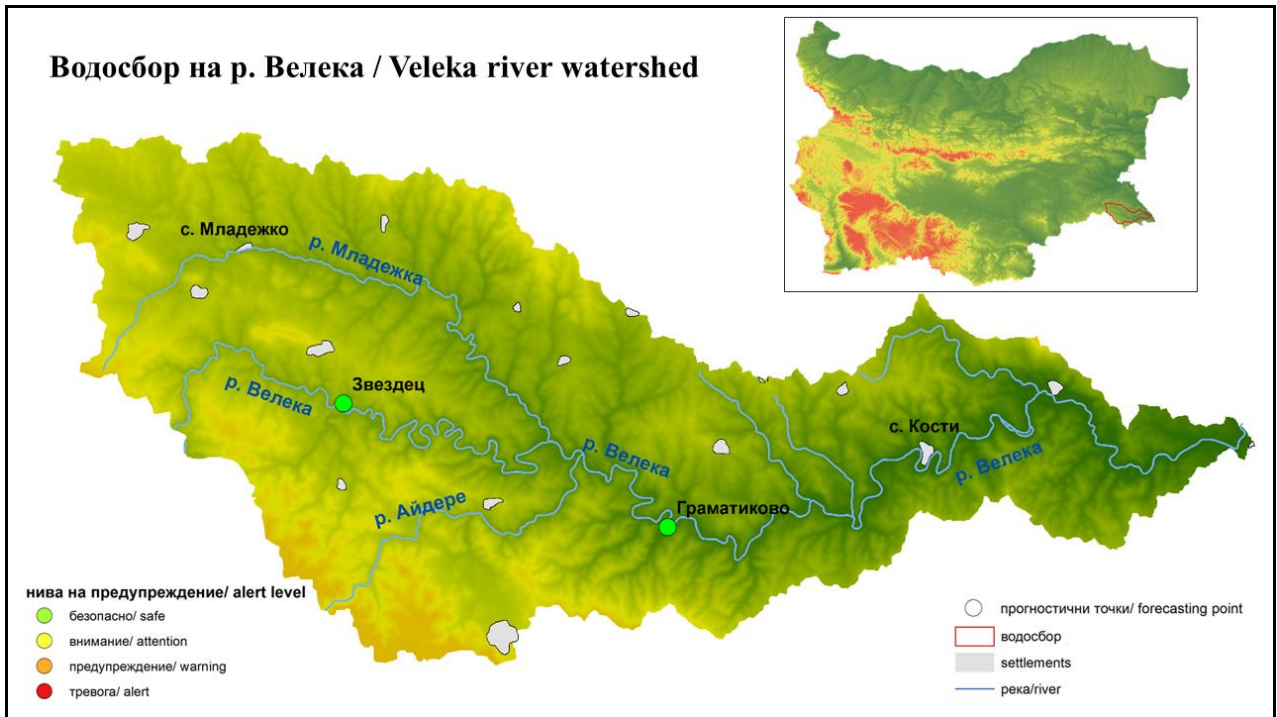 Водосбор на р. Велека / Veleka river watershed
с. Младежко
р. Младежка
Звездец
р. Велека
р. Велека
с. Кости
р. Велека
р. Айдере
Граматиково
нива на предупреждение/ alert level
безопасно/ safe
внимание/ attention
предупреждение/ warning
тревога/ alert
прогностични точки/ forecasting point
водосбор
settlements
река/river